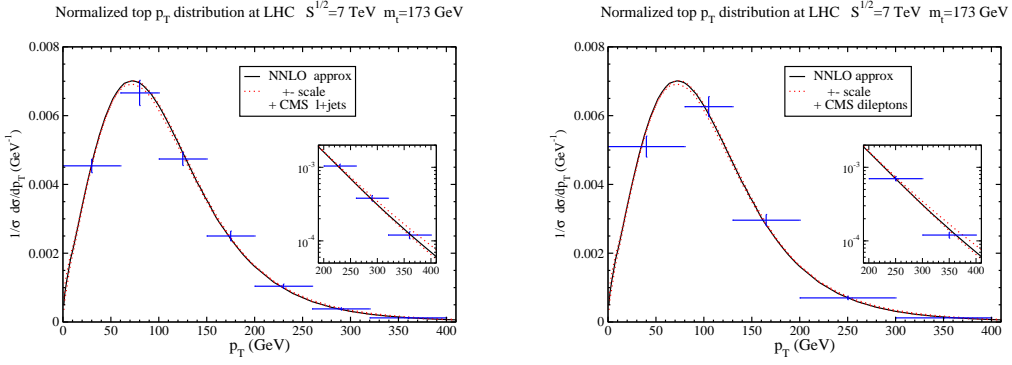 Normalized top p_T distribution at LHC S^1/2=7 TeV m_t=173 GeV
0.008
0.006
0.004
0.002
0
1/σ dσ/dp_T (GeV^-1)
NNLO approx
+- scale
+ CMS l+jets
10^-3
10^-4
200 250 300 350 400
0 50 100 150 200 250 300 350 400
p_T (GeV)
Normalized top p_T distribution at LHC S^1/2=7 TeV m_t=173 GeV
0.008
0.006
0.004
0.002
0
1/σ dσ/dp_T (GeV^-1)
NNLO approx
+- scale
+ CMS dileptons
10^-3
10^-4
200 250 300 350 400
0 50 100 150 200 250 300 350 400
p_T (GeV)